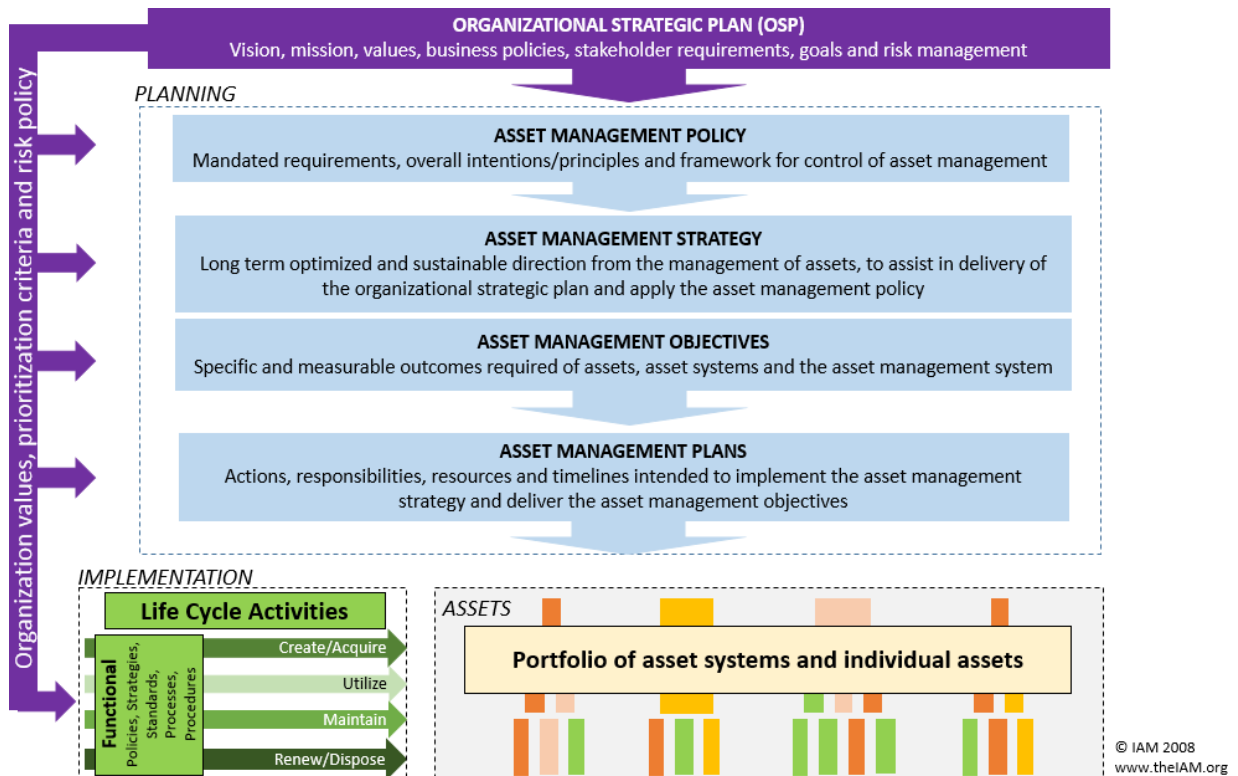 ORGANIZATIONAL STRATEGIC PLAN (OSP)
Vision, mission, values, business policies, stakeholder requirements, goals and risk management
Organization values, prioritization criteria and risk policy
PLANNING
ASSET MANAGEMENT POLICY
Mandated requirements, overall intentions/principles and framework for control of asset management
ASSET MANAGEMENT STRATEGY
Long term optimized and sustainable direction from the management of assets, to assist in delivery of
the organizational strategic plan and apply the asset management policy
ASSET MANAGEMENT OBJECTIVES
Specific and measurable outcomes required of assets, asset systems and the asset management system
ASSET MANAGEMENT PLANS
Actions, responsibilities, resources and timelines intended to implement the asset management
strategy and deliver the asset management objectives
IMPLEMENTATION
Life Cycle Activities
Functional
Policies, Strategies,
Standards,
Processes,
Procedures
Create/Acquire
Utilize
Maintain
Renew/Dispose
ASSETS
Portfolio of asset systems and individual assets
© IAM 2008
www.theIAM.org